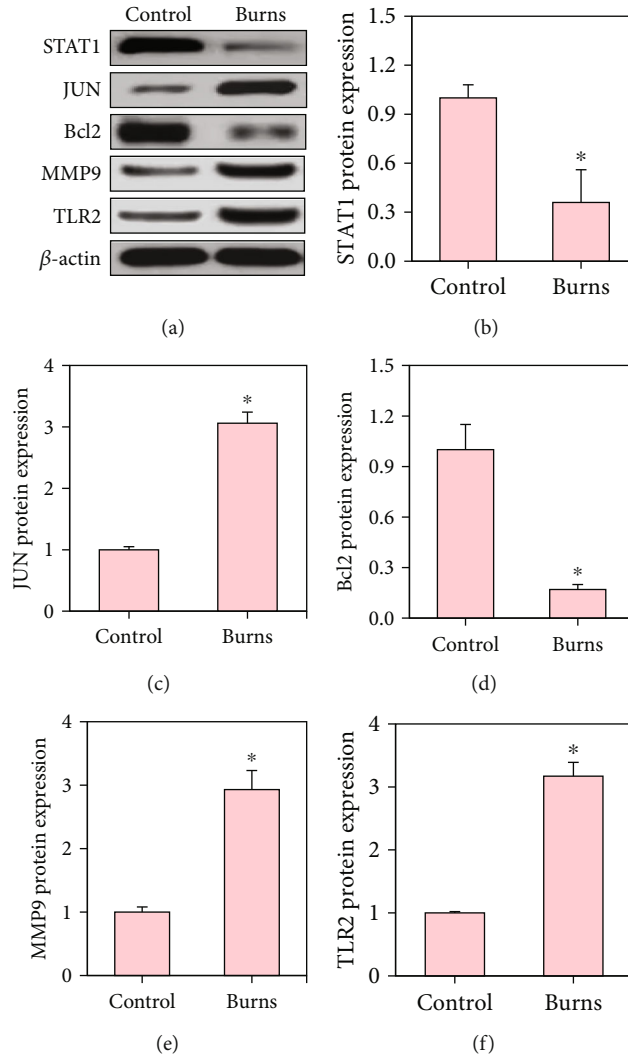 Control Burns
STAT1
JUN
Bcl2
MMP9
TLR2
β-actin
(a)
STAT1 protein expression
1.5
1.2
0.9
0.6
0.3
0.0
*
Control Burns
(b)
JUN protein expression
4
3
2
1
0
*
Control Burns
(c)
Bcl2 protein expression
1.5
1.2
0.9
0.6
0.3
0.0
*
Control Burns
(d)
MMP9 protein expression
4
3
2
1
0
*
Control Burns
(e)
TLR2 protein expression
4
3
2
1
0
*
Control Burns
(f)